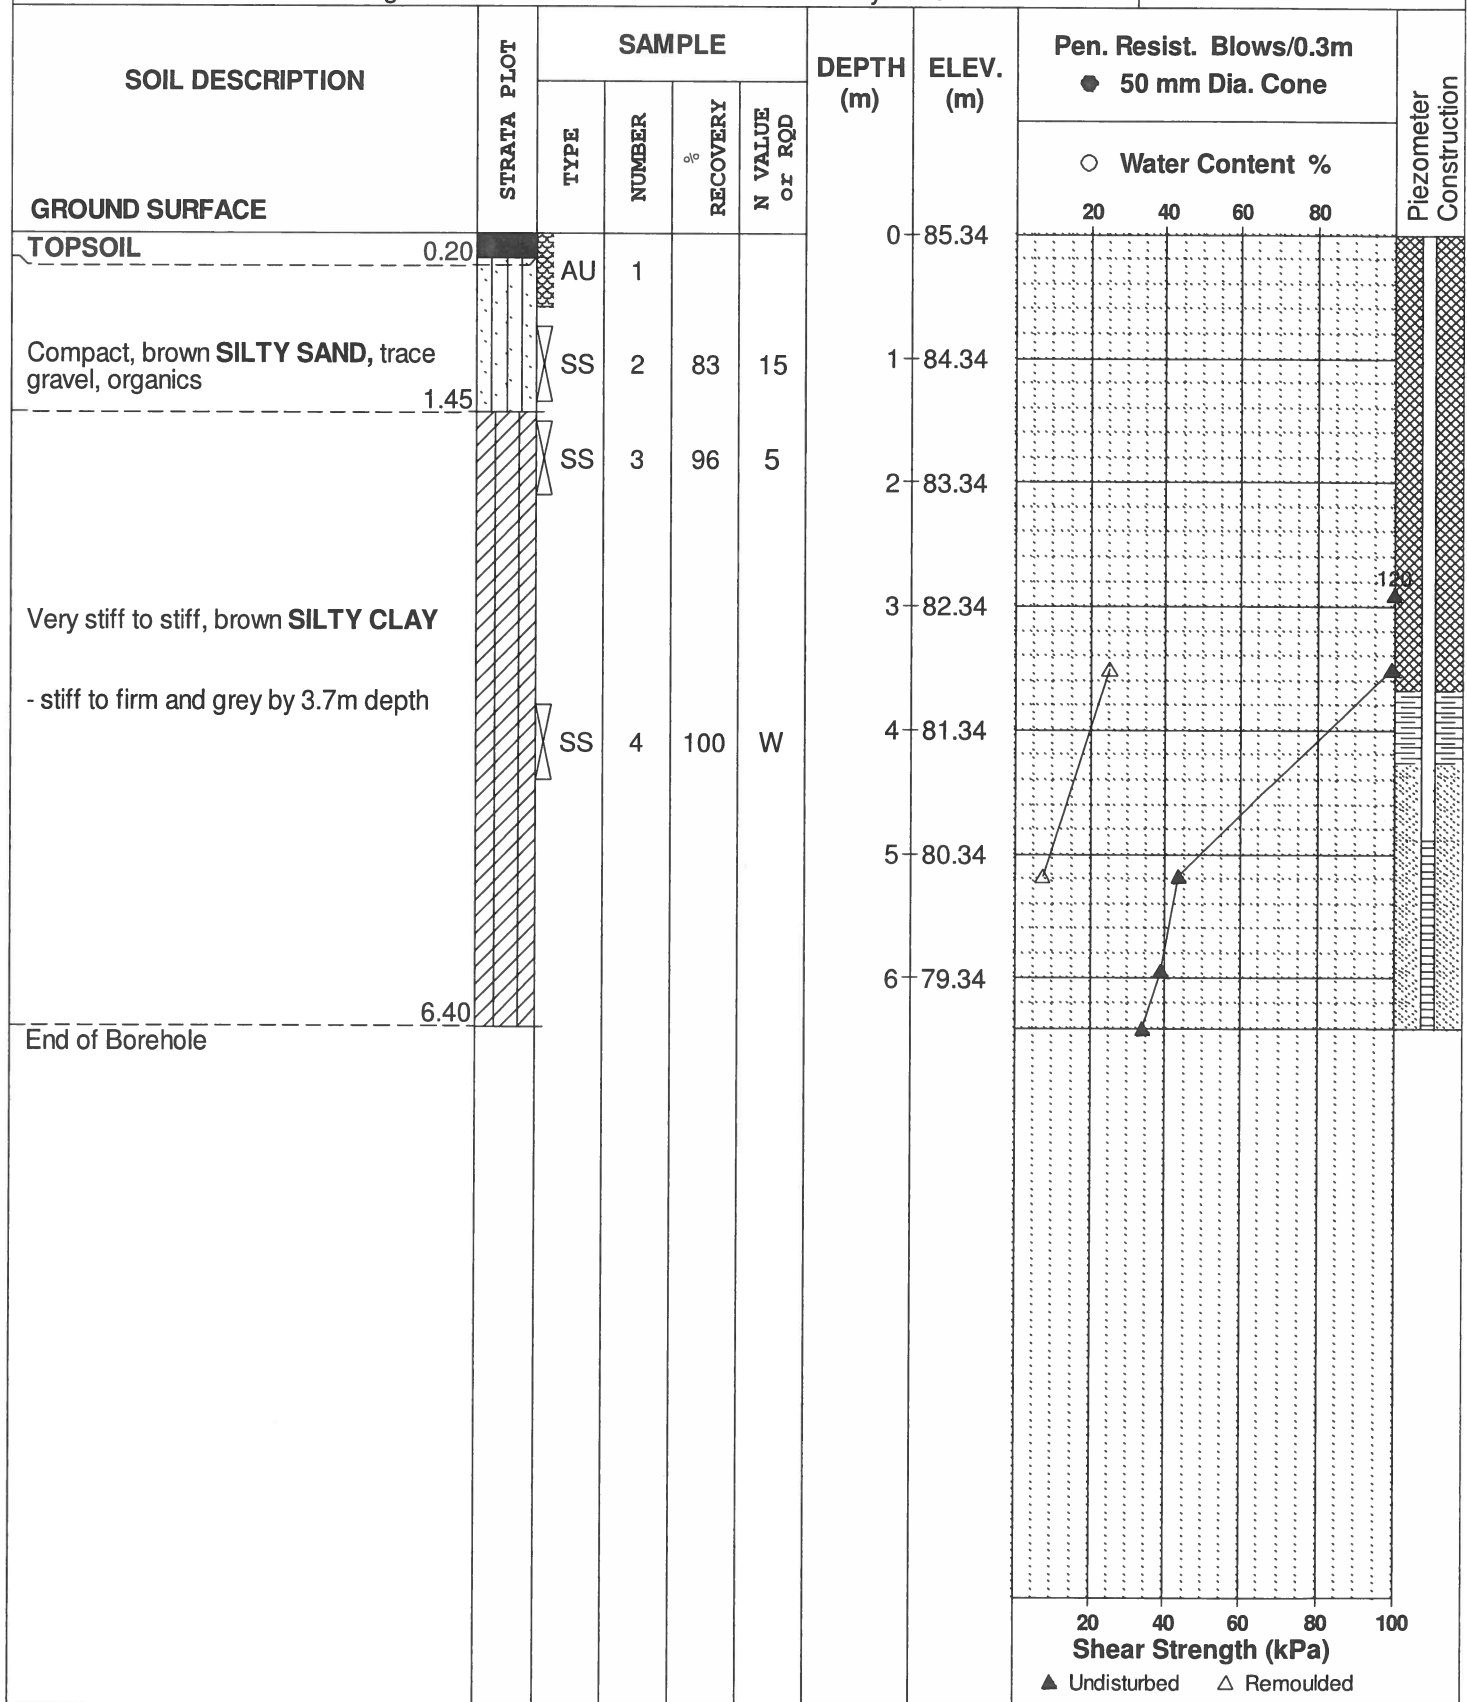 SOIL DESCRIPTION
GROUND SURFACE
STRATA PLOT
SAMPLE
TYPE
NUMBER
% RECOVERY
N VALUE
or RQD
DEPTH
(m)
ELEV.
(m)
Pen. Resist. Blows/0.3m
● 50 mm Dia. Cone
○ Water Content %
20 40 60 80
Piezometer
Construction
TOPSOIL 0.20
AU 1
0 85.34
Compact, brown SILTY SAND, trace
gravel, organics
1.45
SS 2 83 15
1 84.34
SS 3 96 5
2 83.34
120
3 82.34
Very stiff to stiff, brown SILTY CLAY
- stiff to firm and grey by 3.7m depth
SS 4 100 W
4 81.34
5 80.34
6 79.34
6.40
End of Borehole
20 40 60 80 100
Shear Strength (kPa)
▲ Undisturbed △ Remoulded